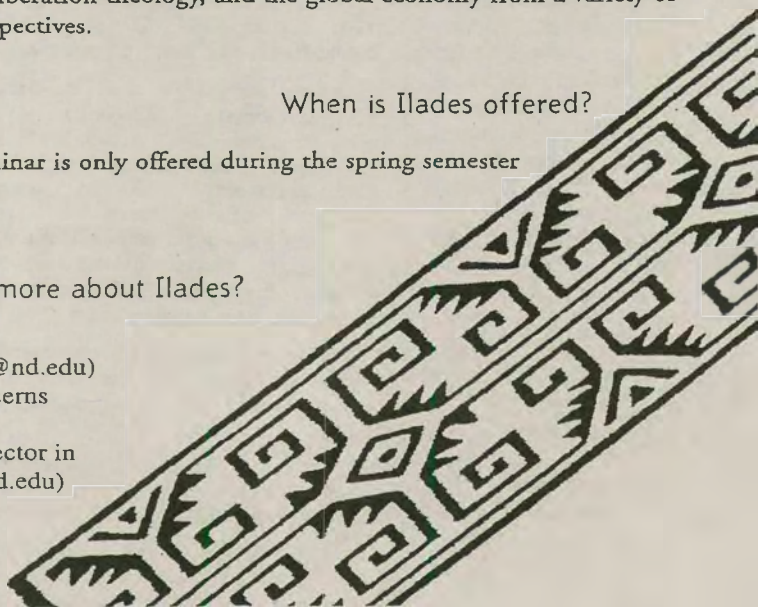 liberation theology, and the global economy from a variety of
pectives.
When is Ilades offered?
inar is only offered during the spring semester
more about Ilades?
@nd.edu)
erns
ector in
d.edu)